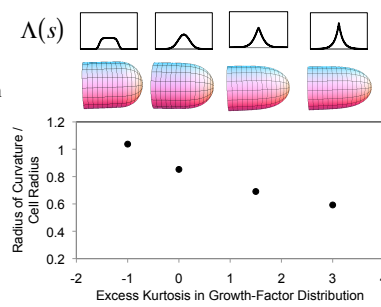 Λ(s)
n
1.2
1
0.8
0.6
0.4
0.2
Radius of Curvature /
Cell Radius
-2 -1 0 1 2 3 4
Excess Kurtosis in Growth-Factor Distribution